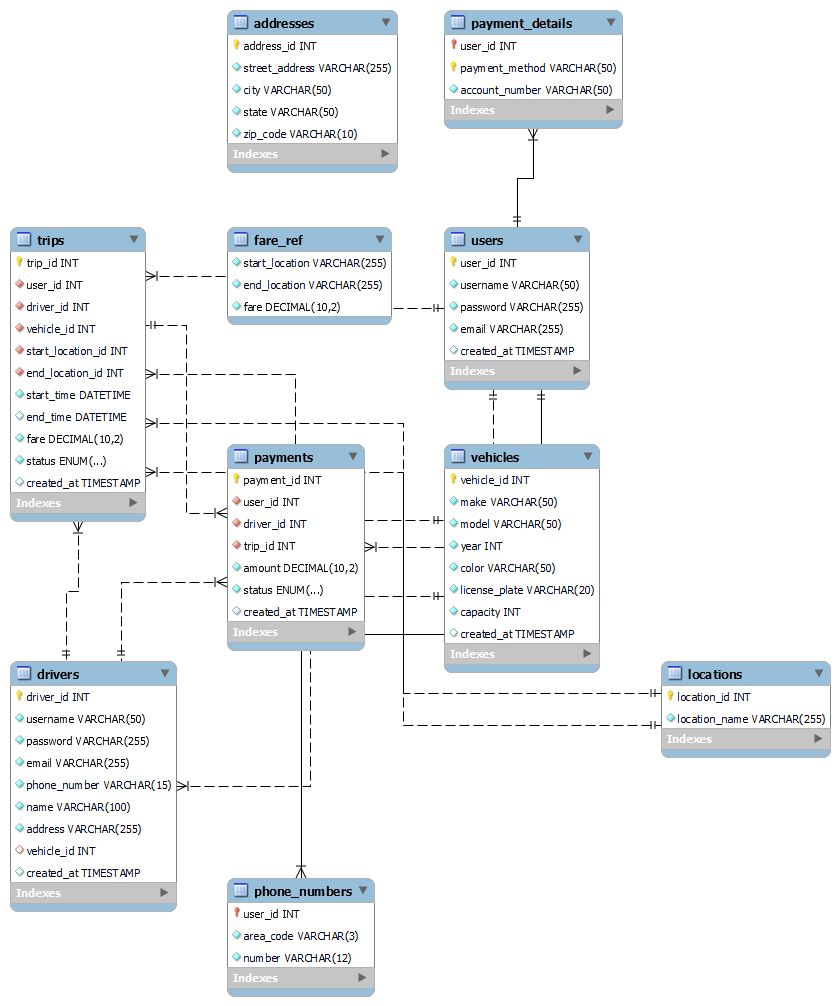 addresses
address_id INT
street_address VARCHAR(255)
city VARCHAR(50)
state VARCHAR(50)
zip_code VARCHAR(10)
Indexes
payment_details
user_id INT
payment_method VARCHAR(50)
account_number VARCHAR(50)
Indexes
trips
trip_id INT
user_id INT
driver_id INT
vehicle_id INT
start_location_id INT
end_location_id INT
start_time DATETIME
end_time DATETIME
fare DECIMAL(10,2)
status ENUM(...)
created_at TIMESTAMP
Indexes
fare_ref
start_location VARCHAR(255)
end_location VARCHAR(255)
fare DECIMAL(10,2)
users
user_id INT
username VARCHAR(50)
password VARCHAR(255)
email VARCHAR(255)
created_at TIMESTAMP
Indexes
payments
payment_id INT
user_id INT
driver_id INT
trip_id INT
amount DECIMAL(10,2)
status ENUM(...)
created_at TIMESTAMP
Indexes
vehicles
vehicle_id INT
make VARCHAR(50)
model VARCHAR(50)
year INT
color VARCHAR(50)
license_plate VARCHAR(20)
capacity INT
created_at TIMESTAMP
Indexes
drivers
driver_id INT
username VARCHAR(50)
password VARCHAR(255)
email VARCHAR(255)
phone_number VARCHAR(15)
name VARCHAR(100)
address VARCHAR(255)
vehicle_id INT
created_at TIMESTAMP
Indexes
locations
location_id INT
location_name VARCHAR(255)
Indexes
phone_numbers
user_id INT
area_code VARCHAR(3)
number VARCHAR(12)
Indexes